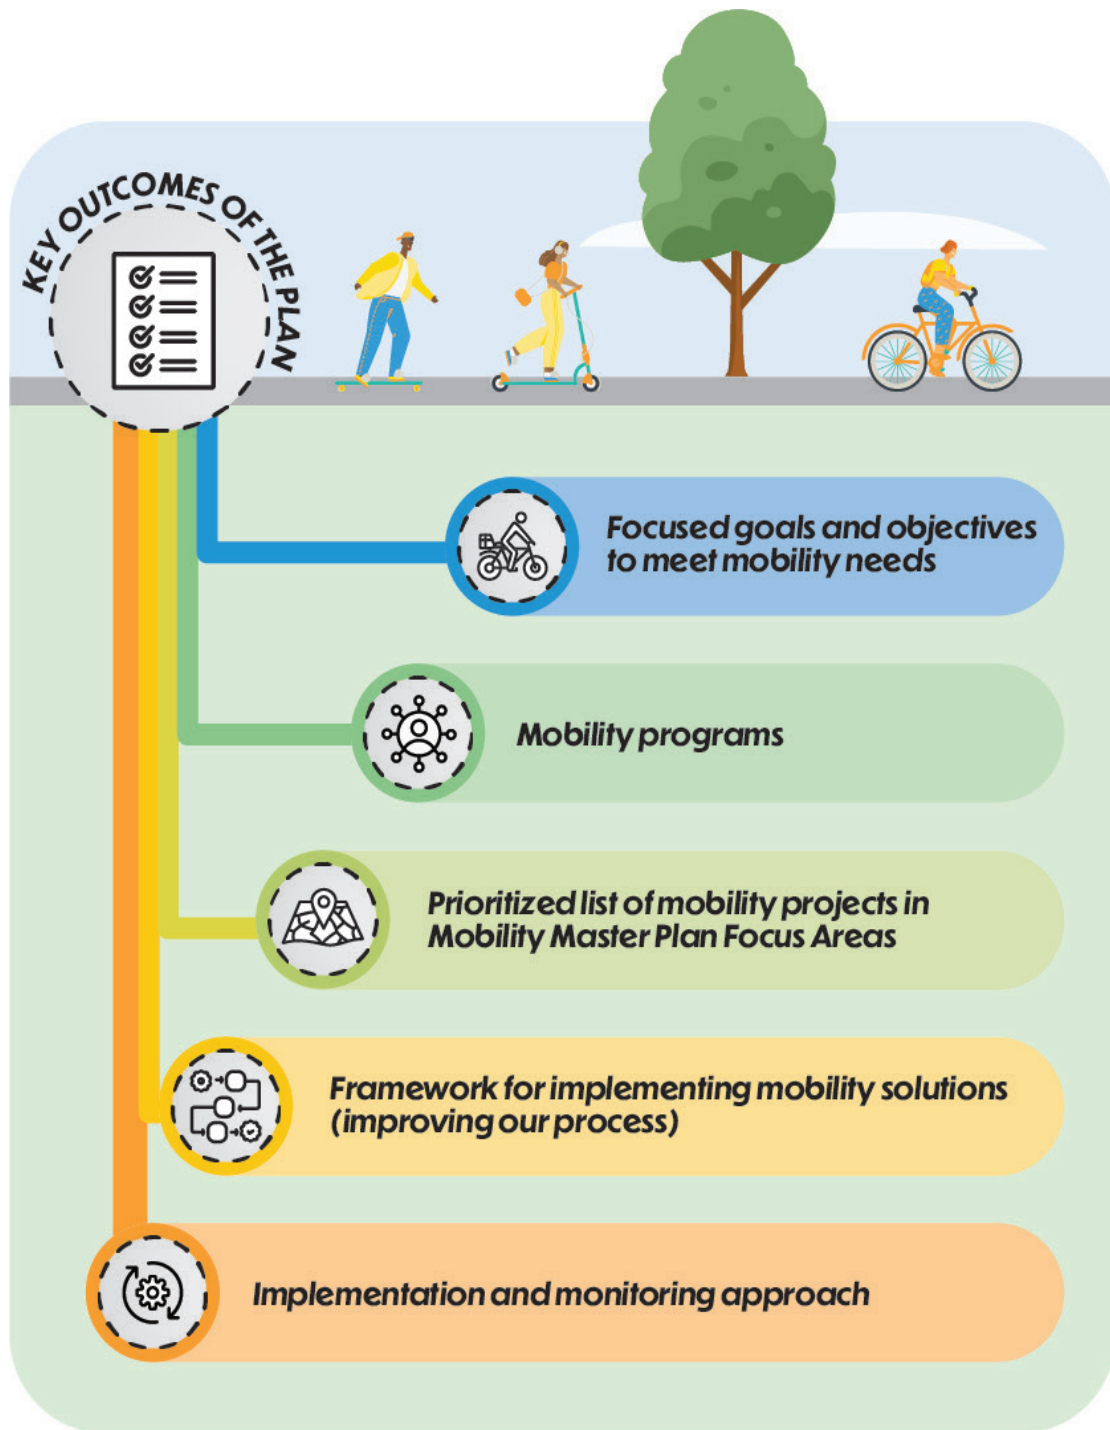 KEY OUTCOMES OF THE PLAN
Focused goals and objectives
to meet mobility needs
Mobility programs
Prioritized list of mobility projects in
Mobility Master Plan Focus Areas
Framework for implementing mobility solutions
(improving our process)
Implementation and monitoring approach